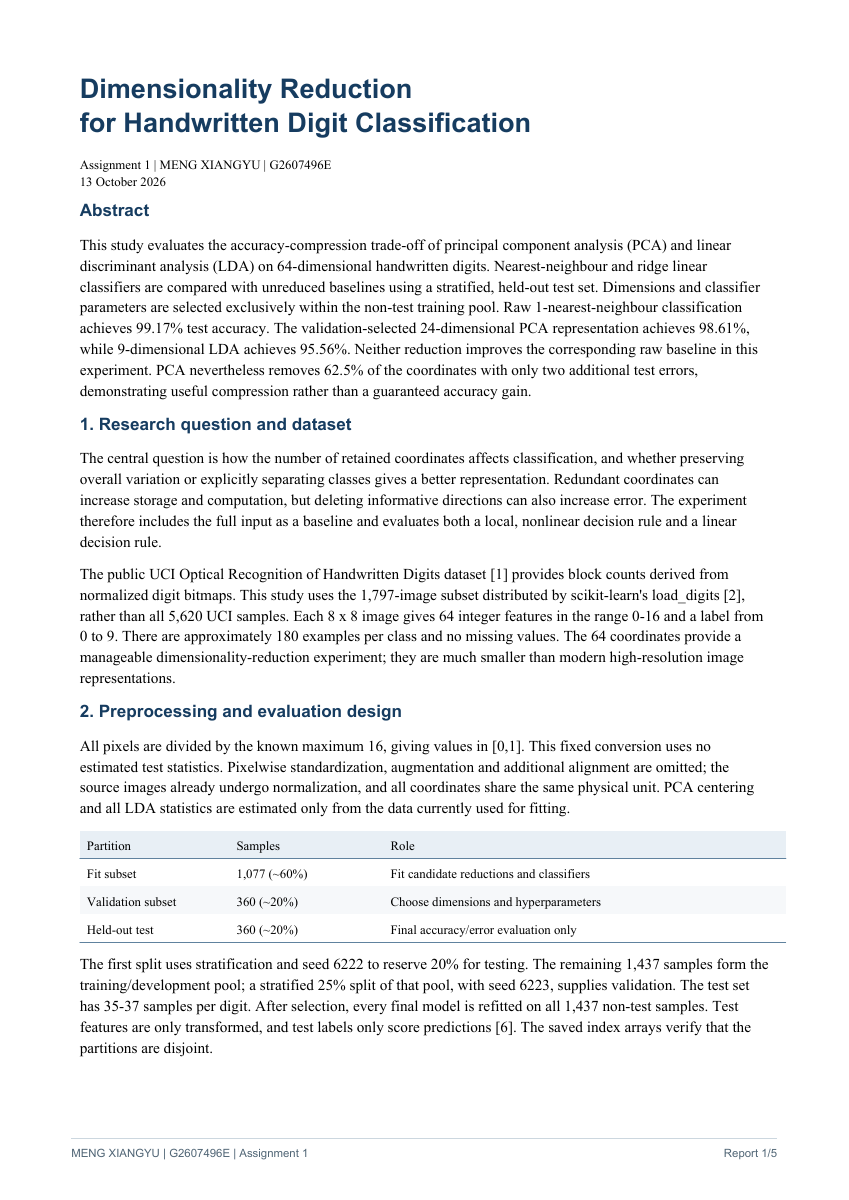 Dimensionality Reduction
for Handwritten Digit Classification
Assignment 1 | MENG XIANGYU | G2607496E
13 October 2026
Abstract
This study evaluates the accuracy-compression trade-off of principal component analysis (PCA) and linear
discriminant analysis (LDA) on 64-dimensional handwritten digits. Nearest-neighbour and ridge linear
classifiers are compared with unreduced baselines using a stratified, held-out test set. Dimensions and classifier
parameters are selected exclusively within the non-test training pool. Raw 1-nearest-neighbour classification
achieves 99.17% test accuracy. The validation-selected 24-dimensional PCA representation achieves 98.61%,
while 9-dimensional LDA achieves 95.56%. Neither reduction improves the corresponding raw baseline in this
experiment. PCA nevertheless removes 62.5% of the coordinates with only two additional test errors,
demonstrating useful compression rather than a guaranteed accuracy gain.
1. Research question and dataset
The central question is how the number of retained coordinates affects classification, and whether preserving
overall variation or explicitly separating classes gives a better representation. Redundant coordinates can
increase storage and computation, but deleting informative directions can also increase error. The experiment
therefore includes the full input as a baseline and evaluates both a local, nonlinear decision rule and a linear
decision rule.
The public UCI Optical Recognition of Handwritten Digits dataset [1] provides block counts derived from
normalized digit bitmaps. This study uses the 1,797-image subset distributed by scikit-learn's load_digits [2],
rather than all 5,620 UCI samples. Each 8 x 8 image gives 64 integer features in the range 0-16 and a label from
0 to 9. There are approximately 180 examples per class and no missing values. The 64 coordinates provide a
manageable dimensionality-reduction experiment; they are much smaller than modern high-resolution image
representations.
2. Preprocessing and evaluation design
All pixels are divided by the known maximum 16, giving values in [0,1]. This fixed conversion uses no
estimated test statistics. Pixelwise standardization, augmentation and additional alignment are omitted; the
source images already undergo normalization, and all coordinates share the same physical unit. PCA centering
and all LDA statistics are estimated only from the data currently used for fitting.
Partition Samples Role
Fit subset 1,077 (~60%) Fit candidate reductions and classifiers
Validation subset 360 (~20%) Choose dimensions and hyperparameters
Held-out test 360 (~20%) Final accuracy/error evaluation only
The first split uses stratification and seed 6222 to reserve 20% for testing. The remaining 1,437 samples form the
training/development pool; a stratified 25% split of that pool, with seed 6223, supplies validation. The test set
has 35-37 samples per digit. After selection, every final model is refitted on all 1,437 non-test samples. Test
features are only transformed, and test labels only score predictions [6]. The saved index arrays verify that the
partitions are disjoint.
MENG XIANGYU | G2607496E | Assignment 1 Report 1/5